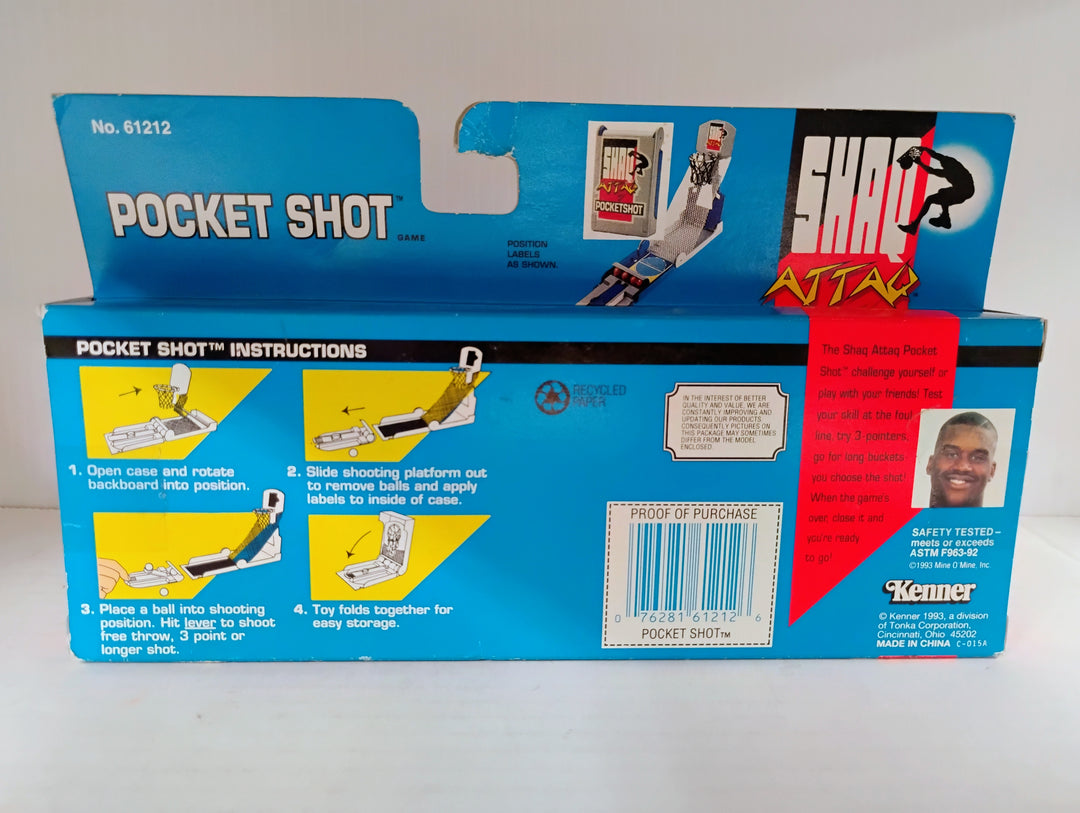 No. 61212
POCKET SHOT™
GAME
POSITION
LABELS
AS SHOWN.
SHAQ
ATTAQ
POCKETSHOT
SHAQ
ATTAQ™
POCKET SHOT™ INSTRUCTIONS
1. Open case and rotate
backboard into position.
2. Slide shooting platform out
to remove balls and apply
labels to inside of case.
3. Place a ball into shooting
position. Hit lever to shoot
free throw, 3 point or
longer shot.
4. Toy folds together for
easy storage.
RECYCLED
PAPER
IN THE INTEREST OF BETTER
QUALITY AND VALUE, WE ARE
CONSTANTLY IMPROVING AND
UPDATING OUR PRODUCTS.
CONSEQUENTLY PICTURES ON
THIS PACKAGE MAY SOMETIMES
DIFFER FROM THE MODEL
ENCLOSED.
PROOF OF PURCHASE
0 76281 61212 6
POCKET SHOT™
The Shaq Attaq Pocket
Shot™ challenge yourself or
play with your friends! Test
your skill at the foul
line, try 3-pointers,
go for long buckets-
you choose the shot!
When the game's
over, close it and
you're ready
to go!
SAFETY TESTED–
meets or exceeds
ASTM F963-92
©1993 Mine O'Mine, Inc.
Kenner
© Kenner 1993, a division
of Tonka Corporation,
Cincinnati, Ohio 45202
MADE IN CHINA C-015A